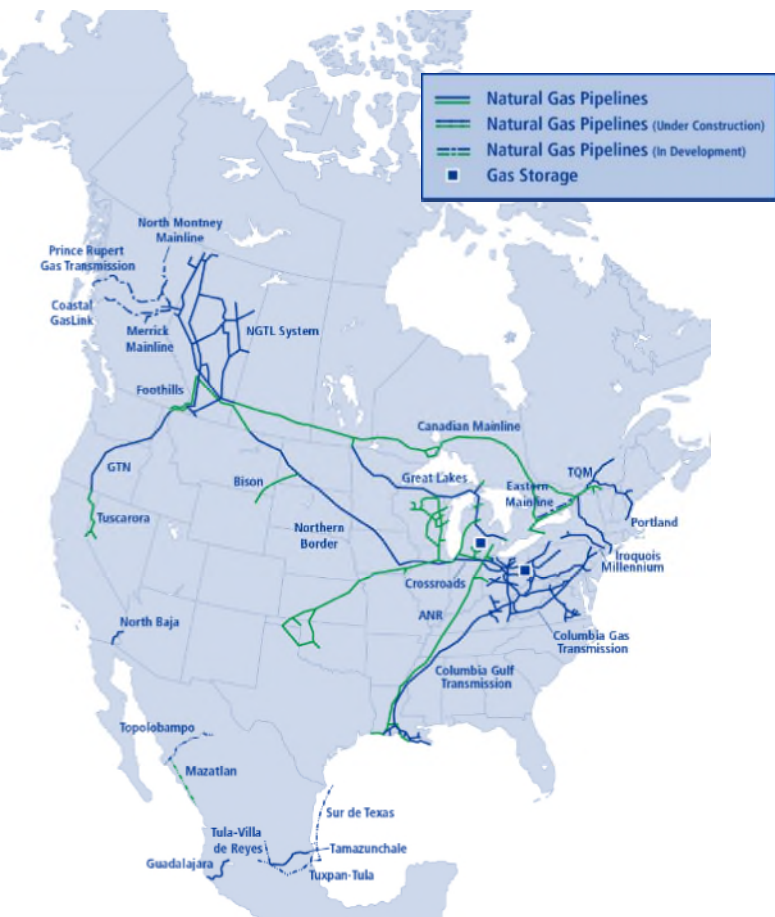 Natural Gas Pipelines
Natural Gas Pipelines (Under Construction)
Natural Gas Pipelines (In Development)
Gas Storage
North Montney
Mainline
Prince Rupert
Gas Transmission
Coastal
GasLink
Merrick
Mainline
NGTL System
Foothills
Canadian Mainline
GTN
Bison
Great Lakes
Eastern
Mainline
TQM
Tuscarora
Northern
Border
Portland
Iroquois
Millennium
Crossroads
ANR
North Baja
Columbia Gas
Transmission
Columbia Gulf
Transmission
Topolobampo
Mazatlan
Sur de Texas
Tula-Villa
de Reyes
Tamazunchale
Guadalajara
Tuxpan-Tula